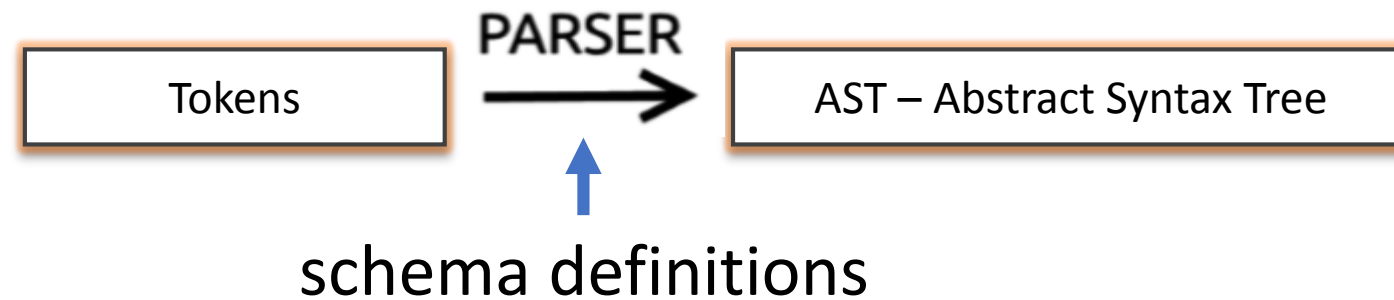 PARSER
Tokens
AST – Abstract Syntax Tree
schema definitions